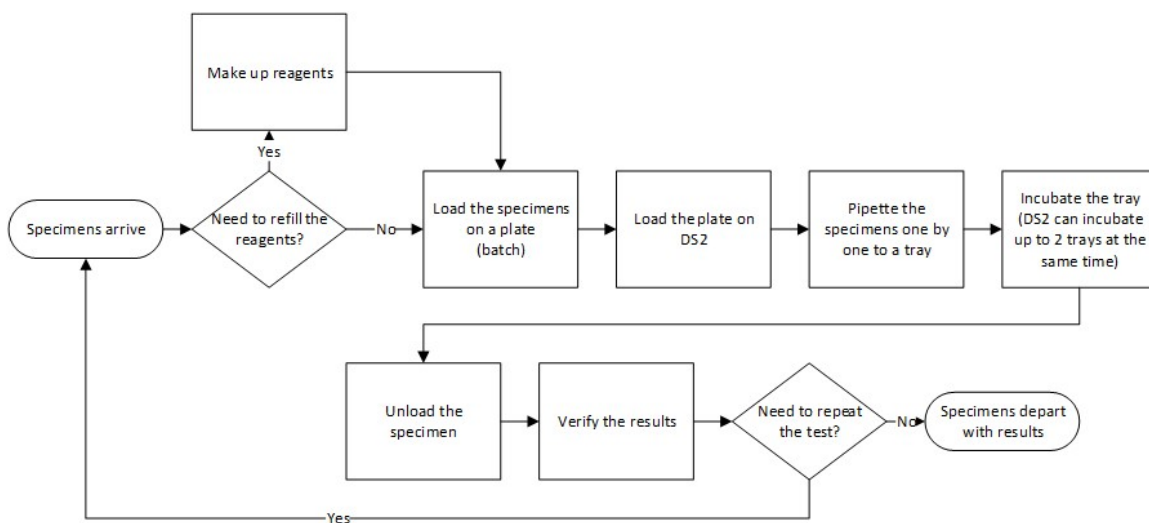 Make up reagents
Yes
Specimens arrive
Need to refill the
reagents?
No
Load the specimens
on a plate
(batch)
Load the plate on
DS2
Pipette the
specimens one by
one to a tray
Incubate the tray
(DS2 can incubate
up to 2 trays at the
same time)
Unload the
specimen
Verify the results
Need to repeat
the test?
No
Specimens depart
with results
Yes